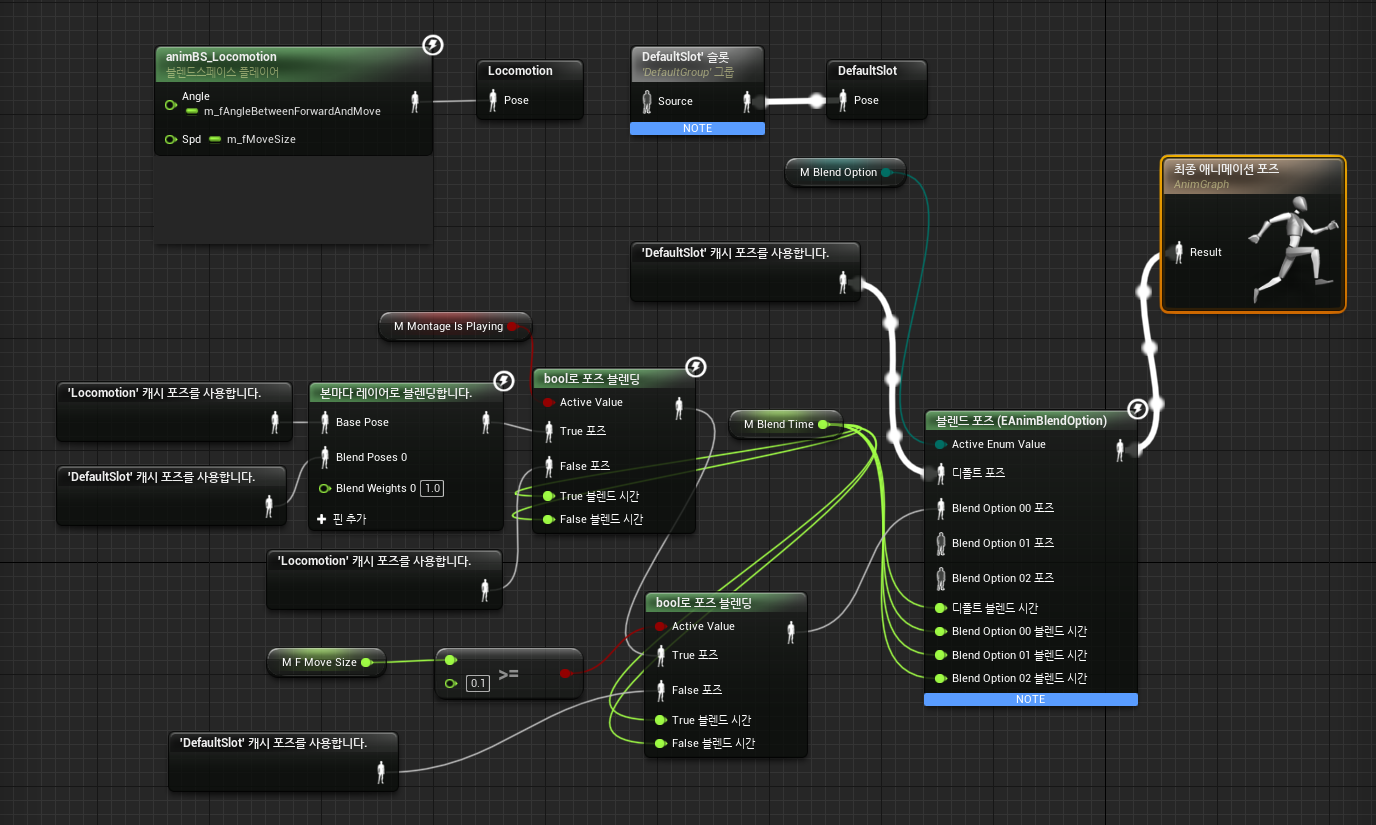 animBS_Locomotion
블렌드스페이스 플레이어
Angle
m_fAngleBetweenForwardAndMove
Spd m_fMoveSize
Locomotion
Pose
DefaultSlot' 슬롯
'DefaultGroup' 그룹
Source
NOTE
DefaultSlot
Pose
M Blend Option
최종 애니메이션 포즈
AnimGraph
Result
'DefaultSlot' 캐시 포즈를 사용합니다.
M Montage Is Playing
'Locomotion' 캐시 포즈를 사용합니다.
'DefaultSlot' 캐시 포즈를 사용합니다.
본마다 레이어로 블렌딩합니다.
Base Pose
Blend Poses 0
Blend Weights 0 1.0
핀 추가
bool로 포즈 블렌딩
Active Value
True 포즈
False 포즈
True 블렌드 시간
False 블렌드 시간
M Blend Time
블렌드 포즈 (EAnimBlendOption)
Active Enum Value
디폴트 포즈
Blend Option 00 포즈
Blend Option 01 포즈
Blend Option 02 포즈
디폴트 블렌드 시간
Blend Option 00 블렌드 시간
Blend Option 01 블렌드 시간
Blend Option 02 블렌드 시간
NOTE
'Locomotion' 캐시 포즈를 사용합니다.
bool로 포즈 블렌딩
Active Value
True 포즈
False 포즈
True 블렌드 시간
False 블렌드 시간
M F Move Size
0.1 >=
'DefaultSlot' 캐시 포즈를 사용합니다.